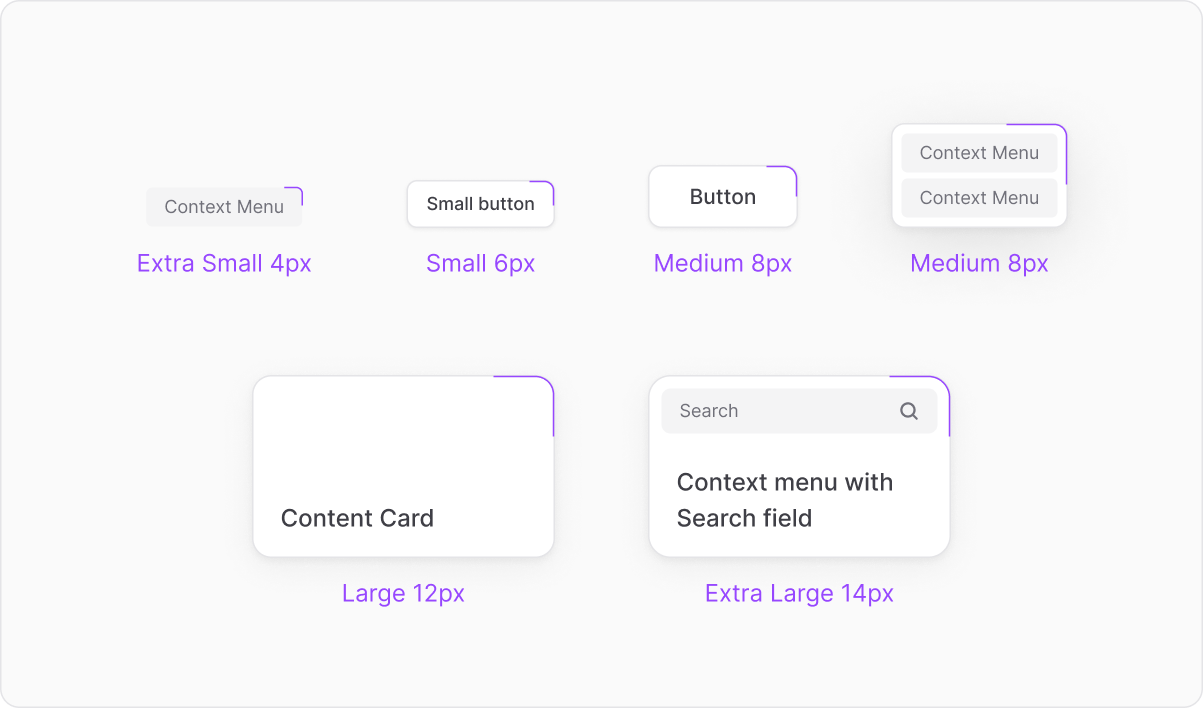 Context Menu
Extra Small 4px
Small button
Small 6px
Button
Medium 8px
Context Menu
Context Menu
Medium 8px
Content Card
Large 12px
Search
Context menu with
Search field
Extra Large 14px